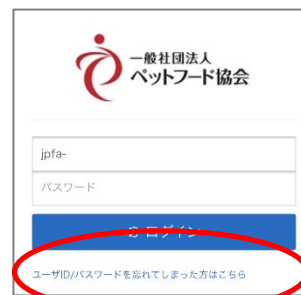 一般社団法人
ペットフード協会
jpfa-
パスワード
ログイン
ユーザID/パスワードを忘れてしまった方はこちら